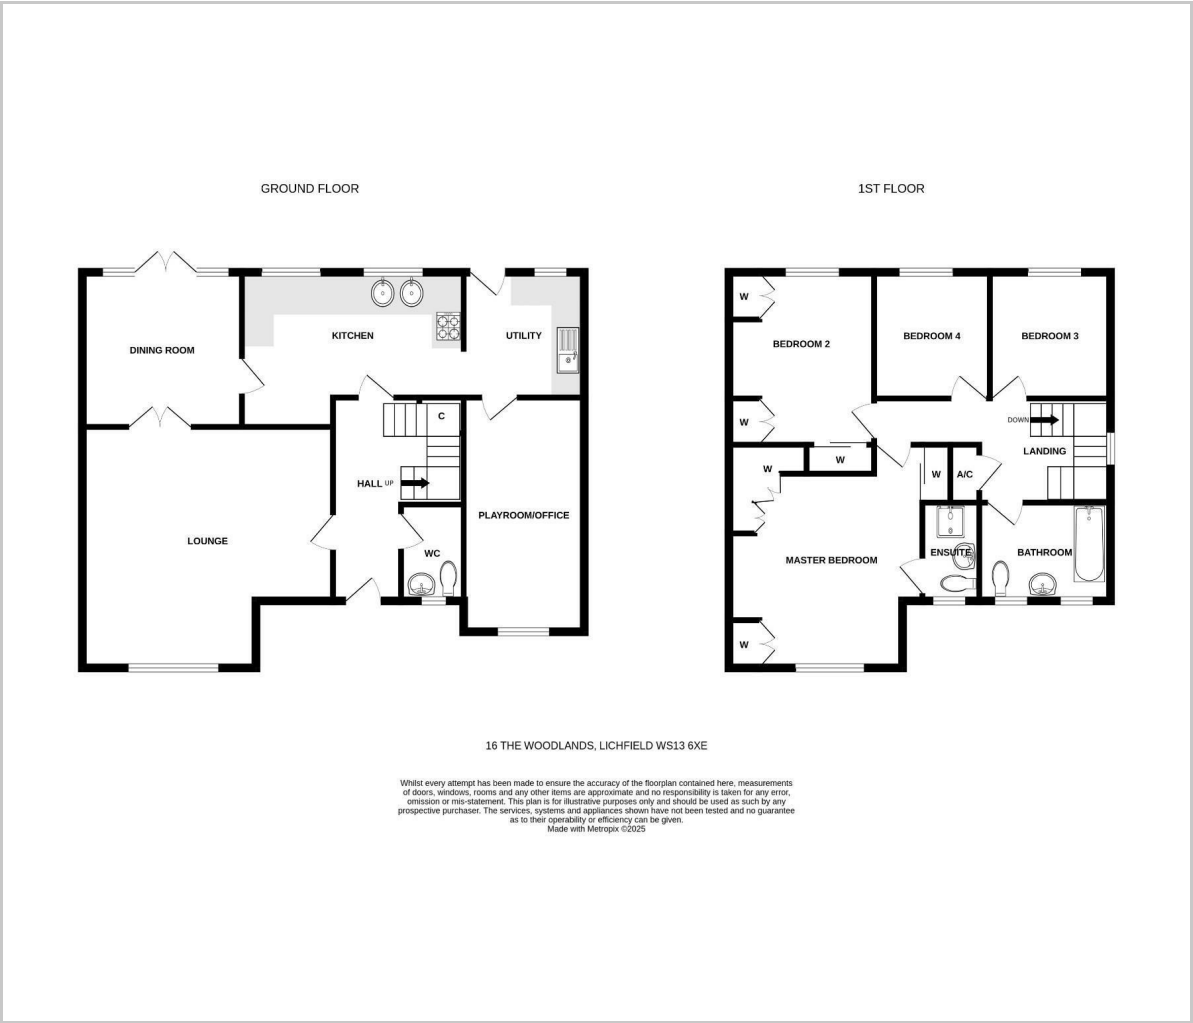 GROUND FLOOR
DINING ROOM
KITCHEN
UTILITY
C
HALL
UP
PLAYROOM/OFFICE
LOUNGE
WC
1ST FLOOR
W
BEDROOM 2
BEDROOM 4
BEDROOM 3
W
DOWN
LANDING
W
W
W
A/C
MASTER BEDROOM
ENSUITE
BATHROOM
W
16 THE WOODLANDS, LICHFIELD WS13 6XE
Whilst every attempt has been made to ensure the accuracy of the floorplan contained here, measurements
of doors, windows, rooms and any other items are approximate and no responsibility is taken for any error,
omission or mis-statement. This plan is for illustrative purposes only and should be used as such by any
prospective purchaser. The services, systems and appliances shown have not been tested and no guarantee
as to their operability or efficiency can be given.
Made with Metropix ©2025